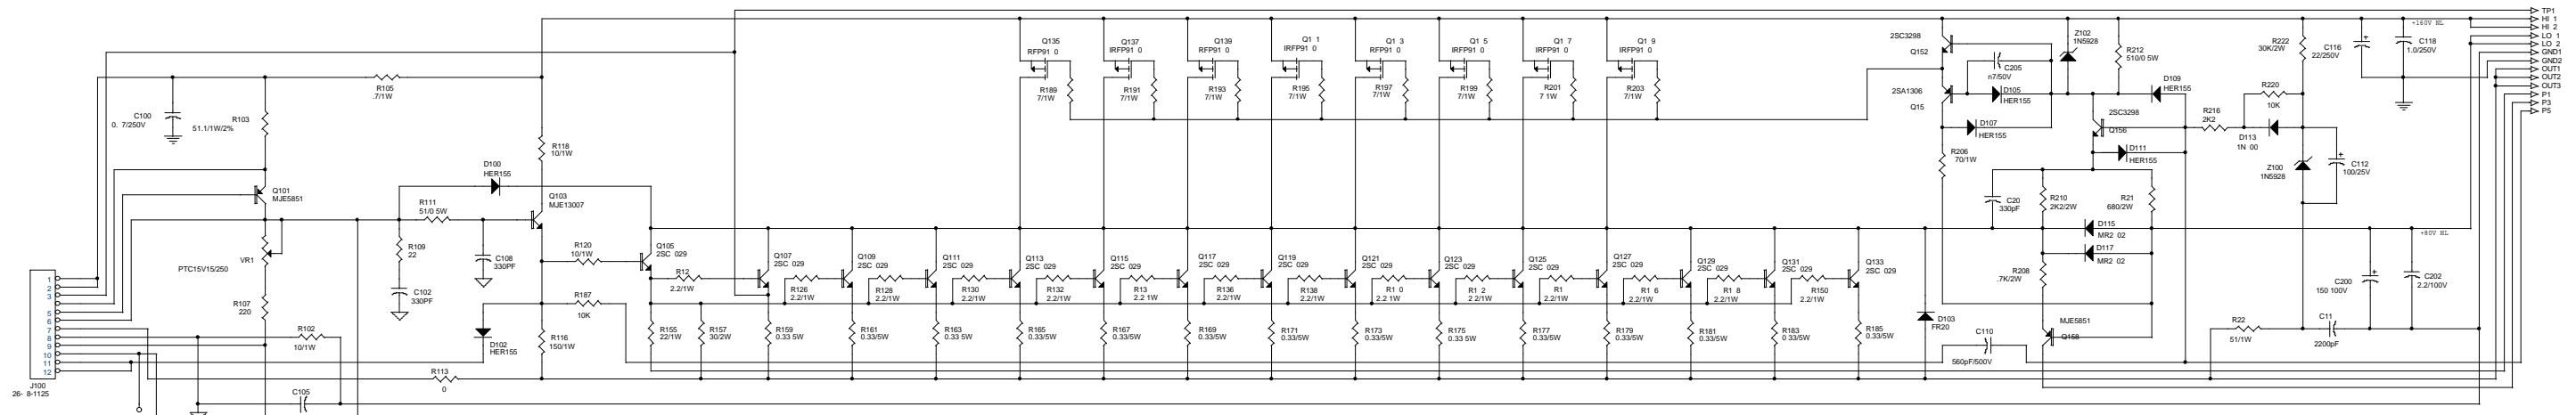 TP1
HI 1
HI 2
LO 1
LO 2
GND1
GND2
OUT1
OUT2
OUT3
P1
P3
P5
+160V NL
Q135
RFP91 0
Q137
IRFP91 0
Q139
RFP91 0
Q1 1
IRFP91 0
Q1 3
IRFP91 0
Q1 5
IRFP91 0
Q1 7
IRFP91 0
Q1 9
IRFP91 0
R189
7/1W
R191
7/1W
R193
7/1W
R195
7/1W
R197
7/1W
R199
7/1W
R201
7 1W
R203
7/1W
2SC3298
Q152
2SA1306
Q15
C205
n7/50V
D105
HER155
D107
HER155
Z102
1N5928
R212
510/0 5W
D109
HER155
2SC3298
Q156
D111
HER155
R216
2K2
R220
10K
D113
1N 00
R222
30K/2W
C116
22/250V
C118
1.0/250V
Z100
1N5928
C112
100/25V
R206
70/1W
C20
330pF
R210
2K2/2W
R21
680/2W
D115
MR2 02
D117
MR2 02
R208
.7K/2W
+80V NL
C200
150 100V
C202
2.2/100V
D103
FR20
C110
560pF/500V
MJE5851
Q158
R22
51/1W
C11
2200pF
R105
.7/1W
C100
0. 7/250V
R103
51.1/1W/2%
Q101
MJE5851
VR1
PTC15V15/250
R107
220
R118
10/1W
D100
HER155
Q103
MJE13007
R111
51/0 5W
R109
22
C108
330PF
C102
330PF
R120
10/1W
Q105
2SC 029
R12
2.2/1W
R187
10K
R116
150/1W
D102
HER155
R102
10/1W
R113
0
C105
J100
26- 8-1125
1
2
3
5
6
7
8
9
10
11
12
Q107
2SC 029
Q109
2SC 029
Q111
2SC 029
Q113
2SC 029
Q115
2SC 029
Q117
2SC 029
Q119
2SC 029
Q121
2SC 029
Q123
2SC 029
Q125
2SC 029
Q127
2SC 029
Q129
2SC 029
Q131
2SC 029
Q133
2SC 029
R126
2.2/1W
R128
2.2/1W
R130
2.2/1W
R132
2.2/1W
R13
2.2 1W
R136
2.2/1W
R138
2.2/1W
R1 0
2.2 1W
R1 2
2.2/1W
R1
2.2/1W
R1 6
2.2/1W
R1 8
2.2/1W
R150
2.2/1W
R155
22/1W
R157
30/2W
R159
0.33 5W
R161
0.33/5W
R163
0.33 5W
R165
0.33/5W
R167
0.33/5W
R169
0.33/5W
R171
0.33/5W
R173
0.33/5W
R175
0.33 5W
R177
0.33/5W
R179
0.33/5W
R181
0.33/5W
R183
0 33/5W
R185
0.33/5W